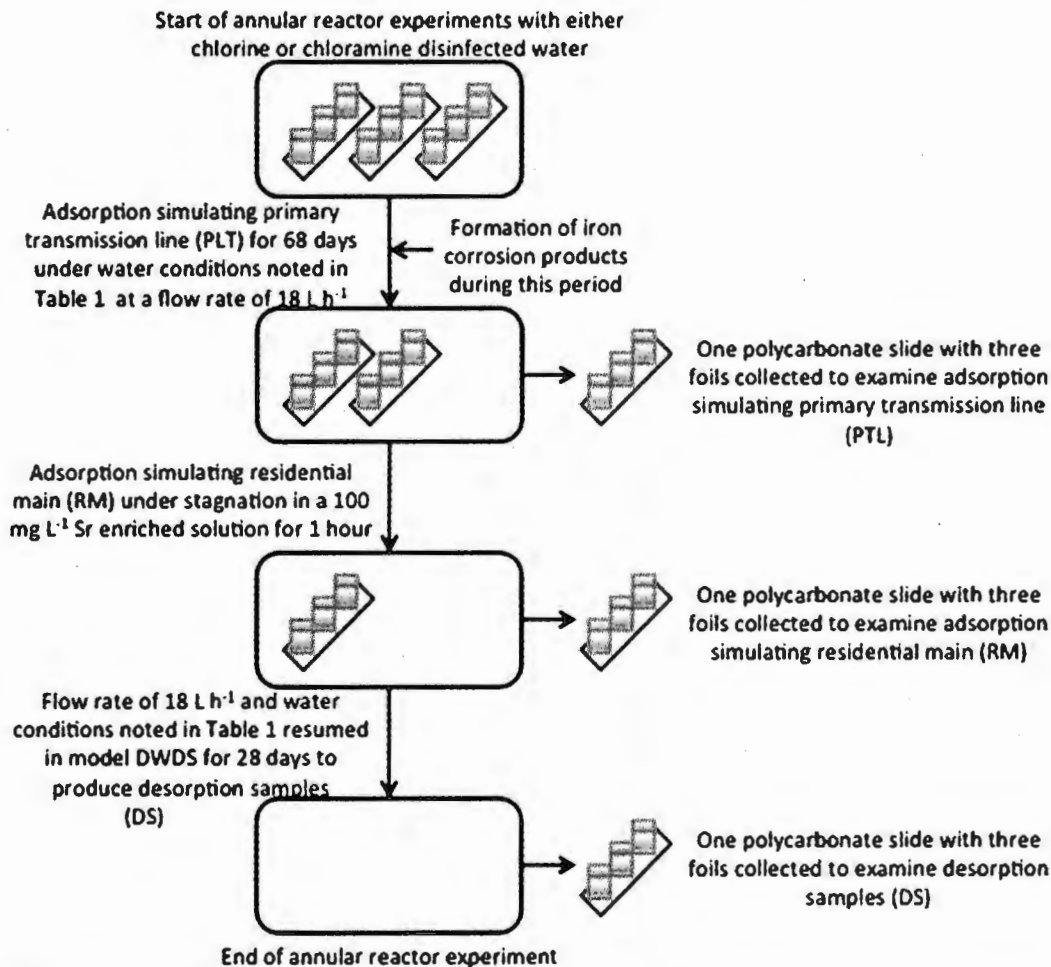 Start of annular reactor experiments with either
chlorine or chloramine disinfected water
Adsorption simulating primary
transmission line (PLT) for 68 days
under water conditions noted in
Table 1 at a flow rate of 18 L h⁻¹
Formation of iron
corrosion products
during this period
One polycarbonate slide with three
foils collected to examine adsorption
simulating primary transmission line
(PTL)
Adsorption simulating residential
main (RM) under stagnation in a 100
mg L⁻¹ Sr enriched solution for 1 hour
One polycarbonate slide with three
foils collected to examine adsorption
simulating residential main (RM)
Flow rate of 18 L h⁻¹ and water
conditions noted in Table 1 resumed
in model DWDS for 28 days to
produce desorption samples
(DS)
One polycarbonate slide with three
foils collected to examine desorption
samples (DS)
End of annular reactor experiment